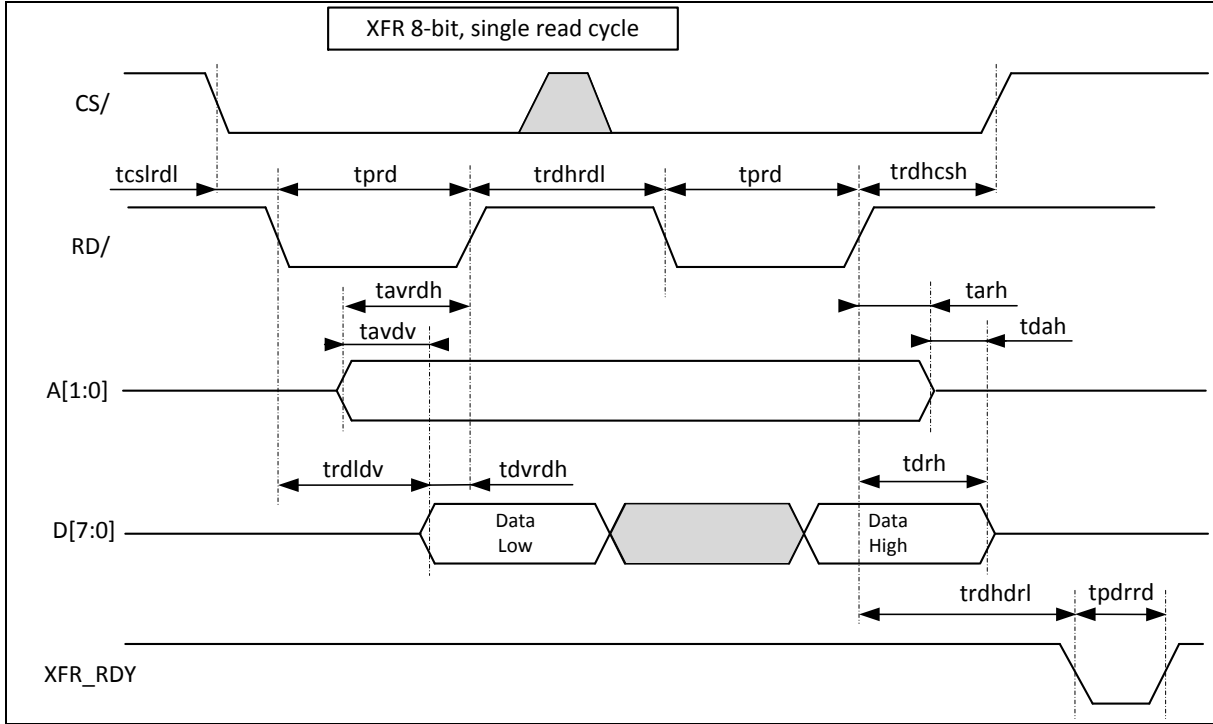 XFR 8-bit, single read cycle
CS/
tcslrdl tprd trdhrdl tprd trdhcsh
RD/
tavrdh tarh
tavdv tdah
A[1:0]
trdldv tdvrdh tdrh
D[7:0]
Data
Low
Data
High
trdhdrl tpdrrd
XFR_RDY